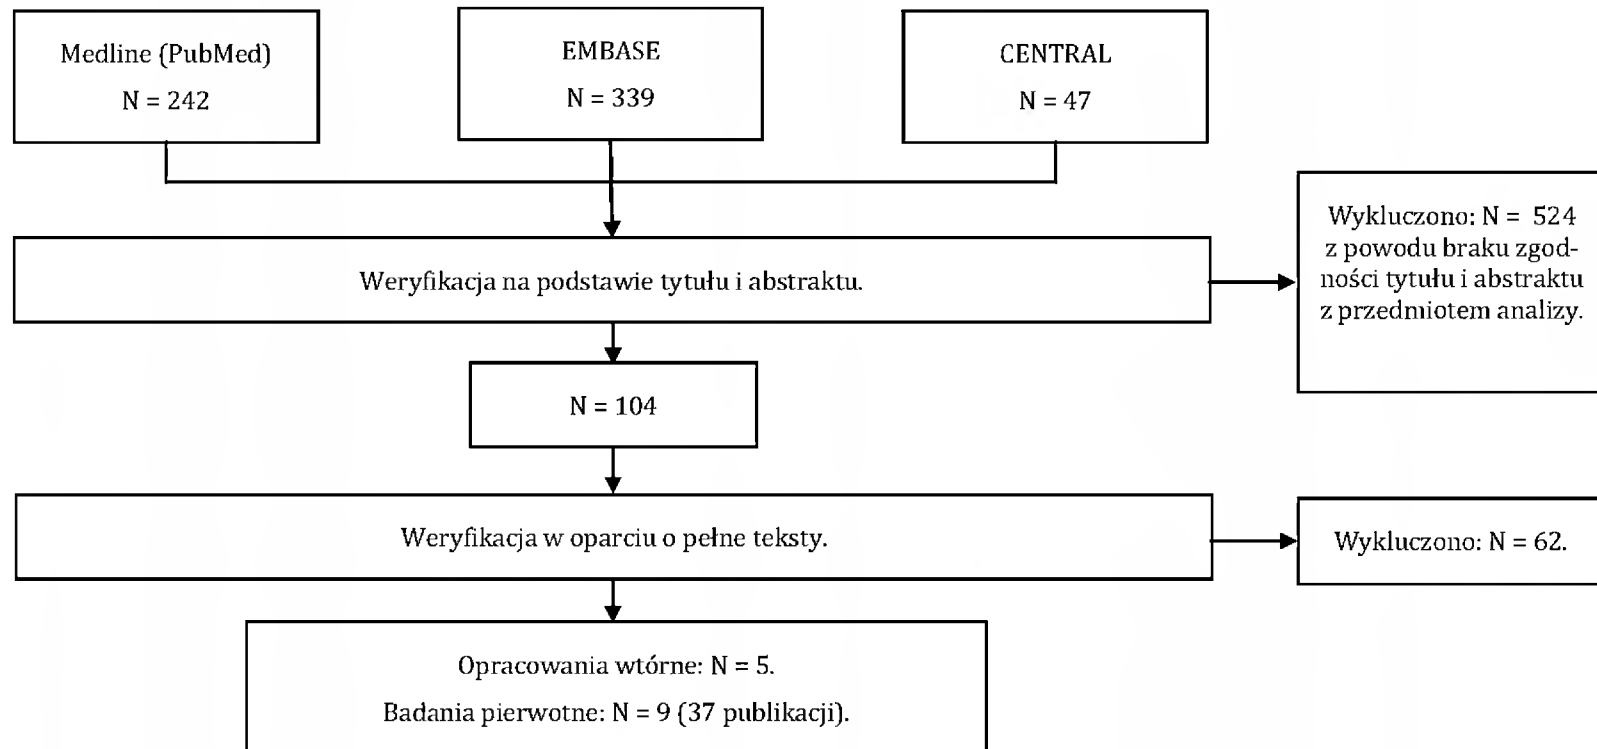 Medline (PubMed)
N = 242
EMBASE
N = 339
CENTRAL
N = 47
Wykluczono: N = 524
z powodu braku zgod-
ności tytułu i abstraktu
z przedmiotem analizy.
Weryfikacja na podstawie tytułu i abstraktu.
N = 104
Weryfikacja w oparciu o pełne teksty.
Wykluczono: N = 62.
Opracowania wtórne: N = 5.
Badania pierwotne: N = 9 (37 publikacji).